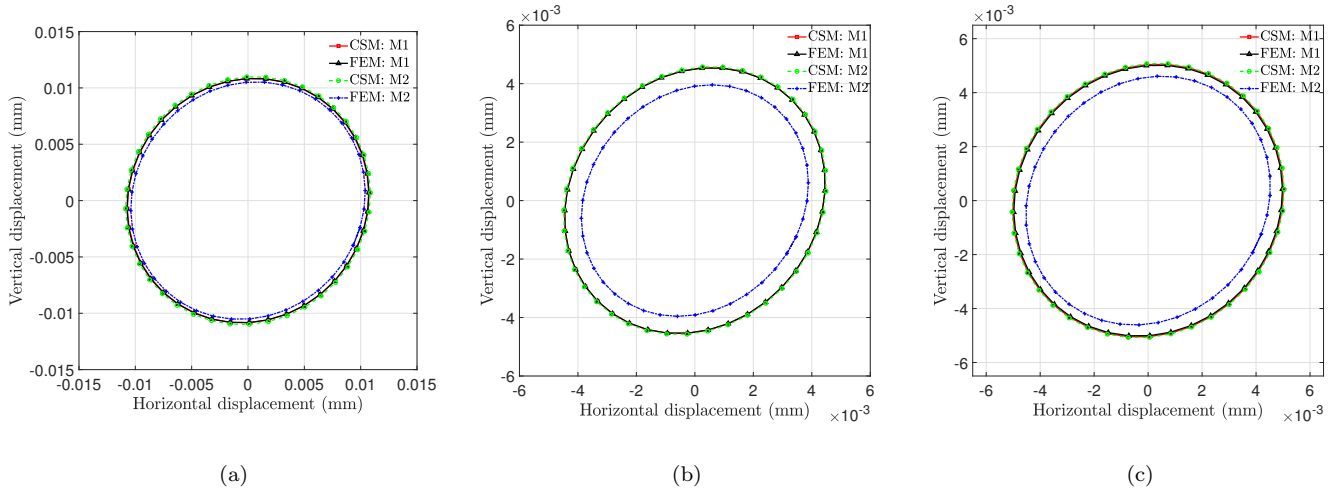 0.015
0.01
0.005
0
-0.005
-0.01
-0.015
-0.015
-0.01
-0.005
0
0.005
0.01
0.015
Vertical displacement (mm)
Horizontal displacement (mm)
CSM: M1
FEM: M1
CSM: M2
FEM: M2
(a)
×10⁻³
6
4
2
0
-2
-4
-6
-6
-4
-2
0
2
4
6
×10⁻³
Vertical displacement (mm)
Horizontal displacement (mm)
CSM: M1
FEM: M1
CSM: M2
FEM: M2
(b)
×10⁻³
6
4
2
0
-2
-4
-6
-6
-4
-2
0
2
4
6
×10⁻³
Vertical displacement (mm)
Horizontal displacement (mm)
CSM: M1
FEM: M1
CSM: M2
FEM: M2
(c)